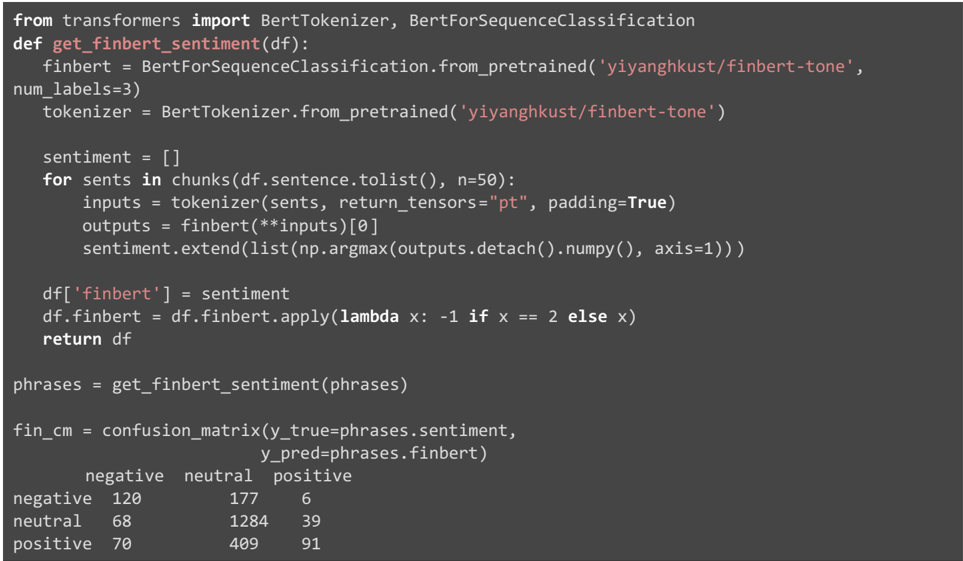 from transformers import BertTokenizer, BertForSequenceClassification
def get_finbert_sentiment(df):
   finbert = BertForSequenceClassification.from_pretrained('yiyanghkust/finbert-tone',
num_labels=3)
   tokenizer = BertTokenizer.from_pretrained('yiyanghkust/finbert-tone')

   sentiment = []
   for sents in chunks(df.sentence.tolist(), n=50):
       inputs = tokenizer(sents, return_tensors="pt", padding=True)
       outputs = finbert(**inputs)[0]
       sentiment.extend(list(np.argmax(outputs.detach().numpy(), axis=1)))

   df['finbert'] = sentiment
   df.finbert = df.finbert.apply(lambda x: -1 if x == 2 else x)
   return df

phrases = get_finbert_sentiment(phrases)

fin_cm = confusion_matrix(y_true=phrases.sentiment,
                         y_pred=phrases.finbert)
       negative  neutral  positive
negative  120         177    6
neutral   68          1284   39
positive  70          409    91